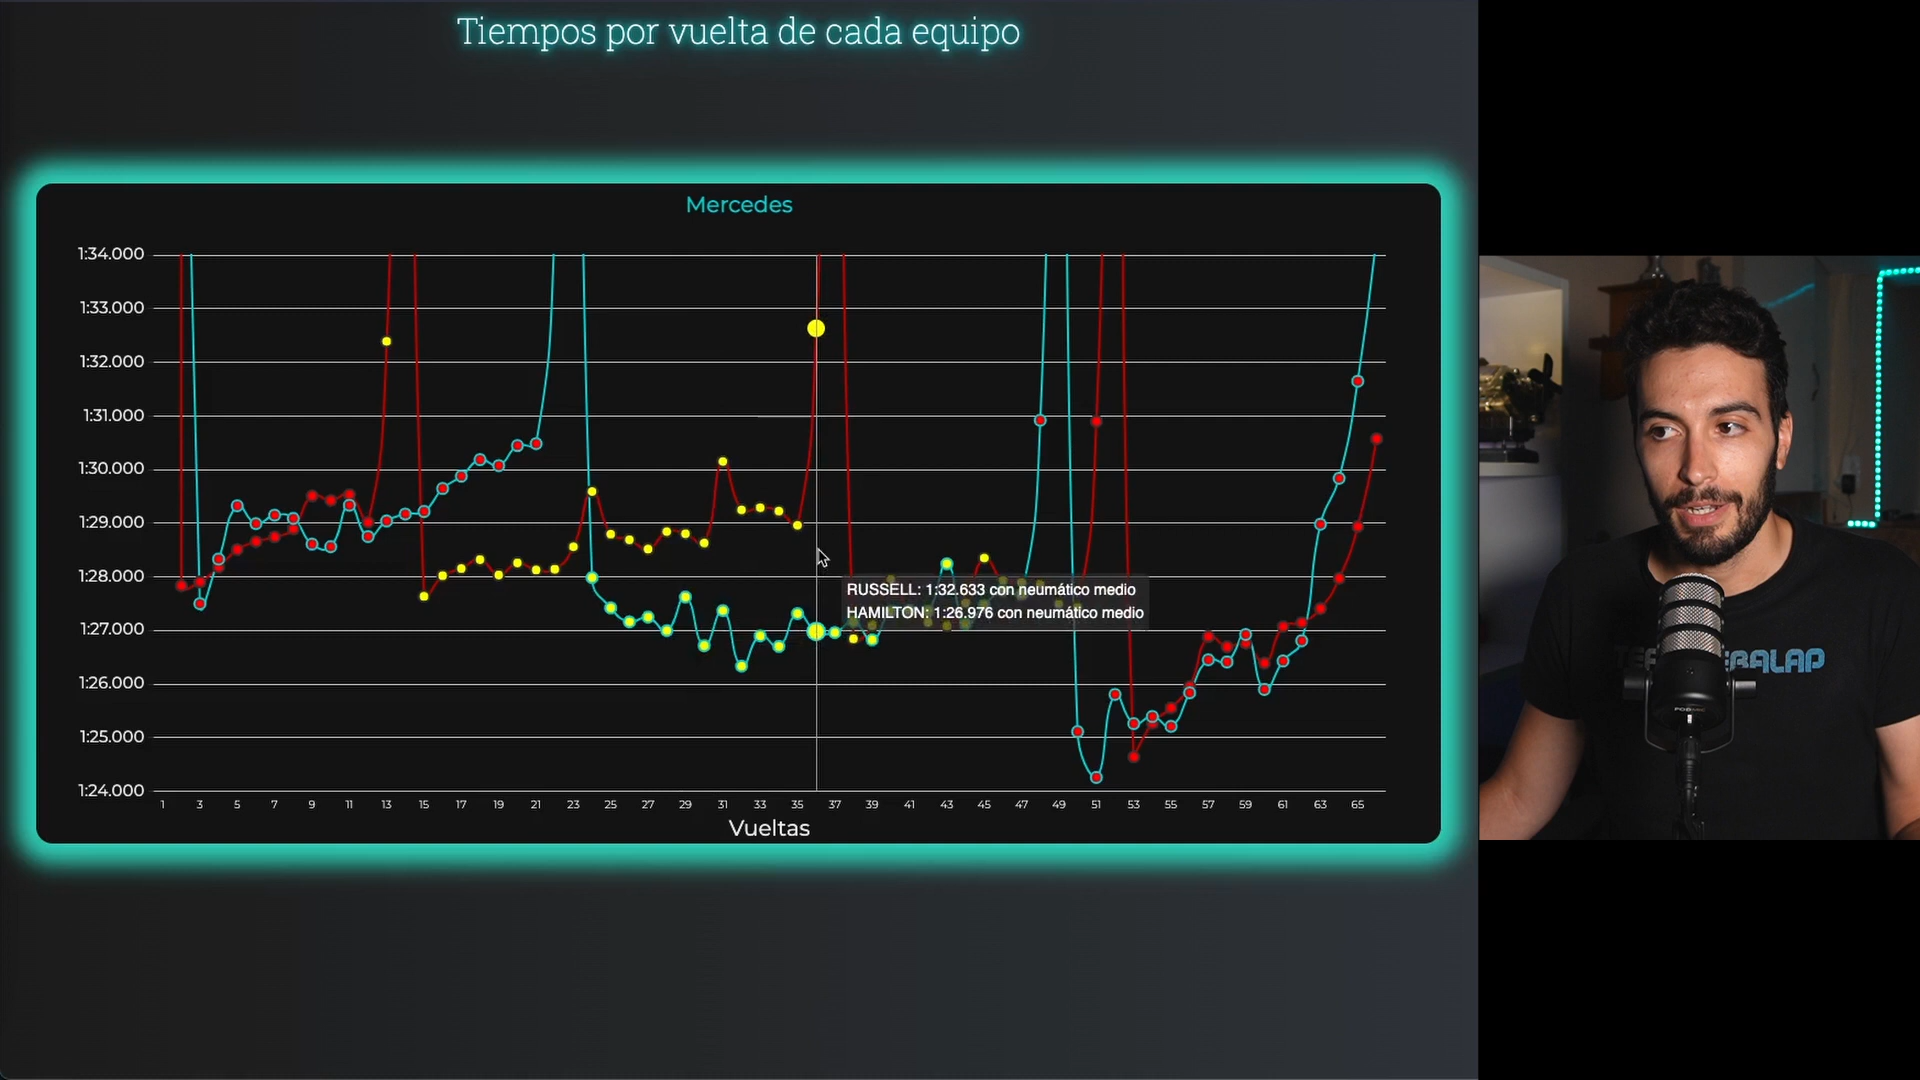 Tiempos por vuelta de cada equipo
Mercedes
1:34.000
1:33.000
1:32.000
1:31.000
1:30.000
1:29.000
1:28.000
1:27.000
1:26.000
1:25.000
1:24.000
RUSSELL: 1:32.633 con neumático medio
HAMILTON: 1:26.976 con neumático medio
1 3 5 7 9 11 13 15 17 19 21 23 25 27 29 31 33 35 37 39 41 43 45 47 49 51 53 55 57 59 61 63 65
Vueltas